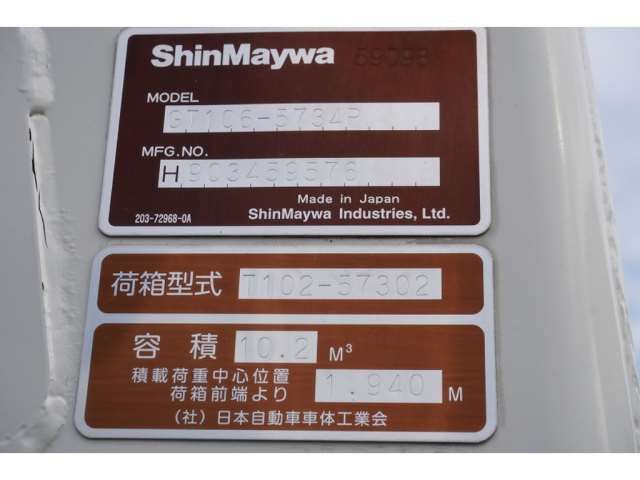 ShinMaywa
MODEL
GT106-5734P
MFG.NO.
H903459576
Made in Japan
203-72968-0A
ShinMaywa Industries, Ltd.
荷箱型式 T102-57302
容積 10.2 M³
積載荷重中心位置
荷箱前端より 1.940 M
（社）日本自動車車体工業会